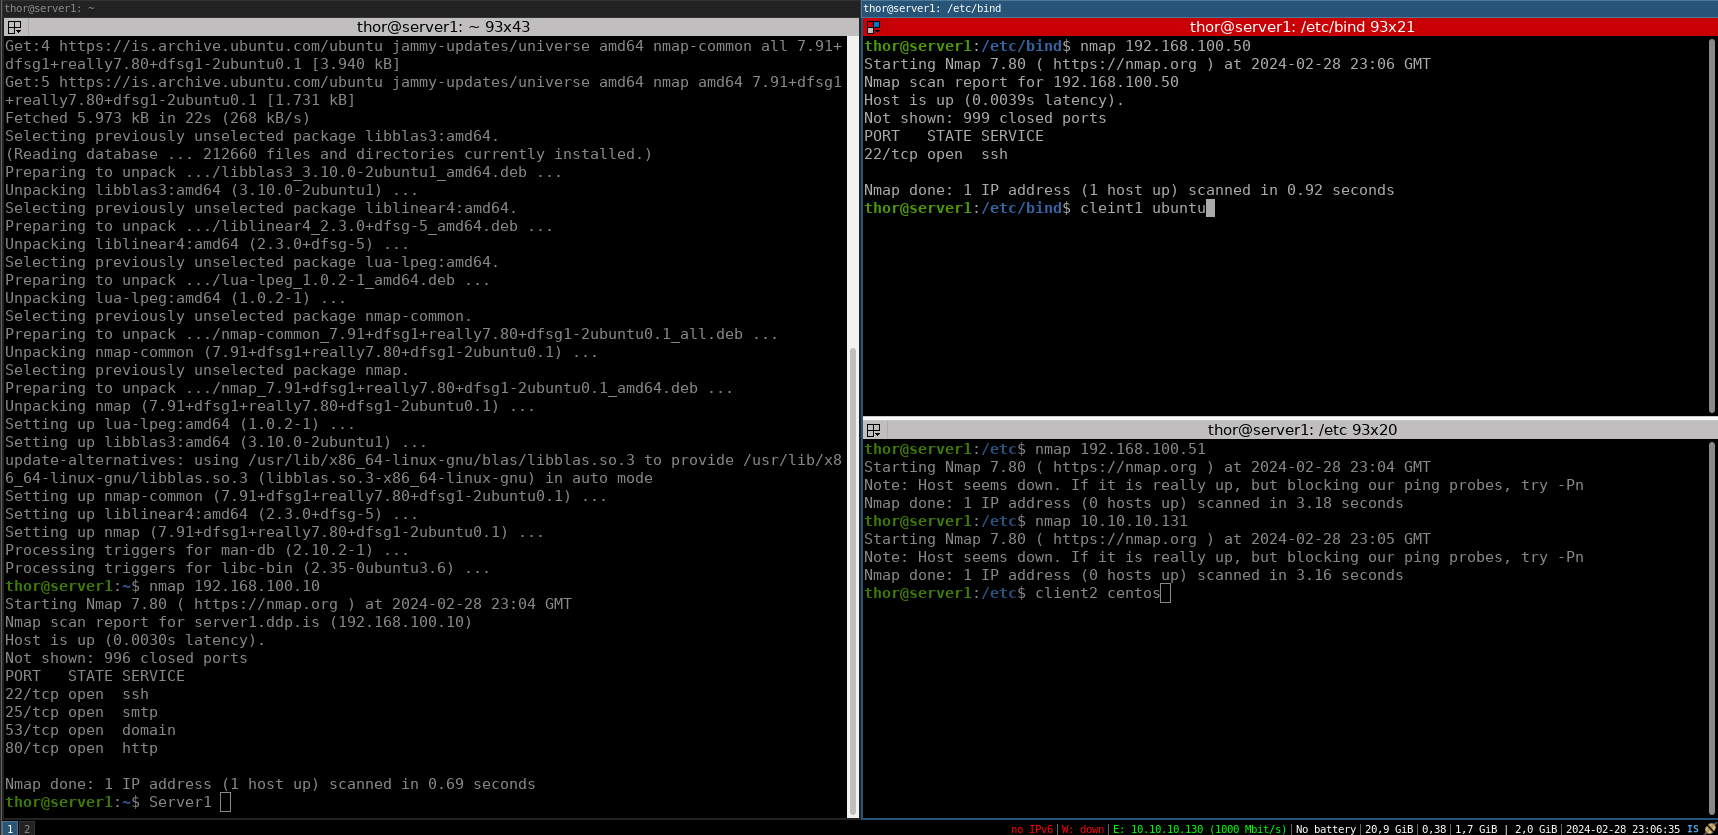 thor@server1: ~
thor@server1: ~ 93x43
Get:4 https://is.archive.ubuntu.com/ubuntu jammy-updates/universe amd64 nmap-common all 7.91+
dfsg1+really7.80+dfsg1-2ubuntu0.1 [3.940 kB]
Get:5 https://is.archive.ubuntu.com/ubuntu jammy-updates/universe amd64 nmap amd64 7.91+dfsg1
+really7.80+dfsg1-2ubuntu0.1 [1.731 kB]
Fetched 5.973 kB in 22s (268 kB/s)
Selecting previously unselected package libblas3:amd64.
(Reading database ... 212660 files and directories currently installed.)
Preparing to unpack .../libblas3_3.10.0-2ubuntu1_amd64.deb ...
Unpacking libblas3:amd64 (3.10.0-2ubuntu1) ...
Selecting previously unselected package liblinear4:amd64.
Preparing to unpack .../liblinear4_2.3.0+dfsg-5_amd64.deb ...
Unpacking liblinear4:amd64 (2.3.0+dfsg-5) ...
Selecting previously unselected package lua-lpeg:amd64.
Preparing to unpack .../lua-lpeg_1.0.2-1_amd64.deb ...
Unpacking lua-lpeg:amd64 (1.0.2-1) ...
Selecting previously unselected package nmap-common.
Preparing to unpack .../nmap-common_7.91+dfsg1+really7.80+dfsg1-2ubuntu0.1_all.deb ...
Unpacking nmap-common (7.91+dfsg1+really7.80+dfsg1-2ubuntu0.1) ...
Selecting previously unselected package nmap.
Preparing to unpack .../nmap_7.91+dfsg1+really7.80+dfsg1-2ubuntu0.1_amd64.deb ...
Unpacking nmap (7.91+dfsg1+really7.80+dfsg1-2ubuntu0.1) ...
Setting up lua-lpeg:amd64 (1.0.2-1) ...
Setting up libblas3:amd64 (3.10.0-2ubuntu1) ...
update-alternatives: using /usr/lib/x86_64-linux-gnu/blas/libblas.so.3 to provide /usr/lib/x8
6_64-linux-gnu/libblas.so.3 (libblas.so.3-x86_64-linux-gnu) in auto mode
Setting up nmap-common (7.91+dfsg1+really7.80+dfsg1-2ubuntu0.1) ...
Setting up liblinear4:amd64 (2.3.0+dfsg-5) ...
Setting up nmap (7.91+dfsg1+really7.80+dfsg1-2ubuntu0.1) ...
Processing triggers for man-db (2.10.2-1) ...
Processing triggers for libc-bin (2.35-0ubuntu3.6) ...
thor@server1:~$ nmap 192.168.100.10
Starting Nmap 7.80 ( https://nmap.org ) at 2024-02-28 23:04 GMT
Nmap scan report for server1.ddp.is (192.168.100.10)
Host is up (0.0030s latency).
Not shown: 996 closed ports
PORT   STATE SERVICE
22/tcp open  ssh
25/tcp open  smtp
53/tcp open  domain
80/tcp open  http
Nmap done: 1 IP address (1 host up) scanned in 0.69 seconds
thor@server1:~$ Server1
thor@server1: /etc/bind
thor@server1: /etc/bind 93x21
thor@server1:/etc/bind$ nmap 192.168.100.50
Starting Nmap 7.80 ( https://nmap.org ) at 2024-02-28 23:06 GMT
Nmap scan report for 192.168.100.50
Host is up (0.0039s latency).
Not shown: 999 closed ports
PORT   STATE SERVICE
22/tcp open  ssh
Nmap done: 1 IP address (1 host up) scanned in 0.92 seconds
thor@server1:/etc/bind$ cleint1 ubuntu
thor@server1: /etc 93x20
thor@server1:/etc$ nmap 192.168.100.51
Starting Nmap 7.80 ( https://nmap.org ) at 2024-02-28 23:04 GMT
Note: Host seems down. If it is really up, but blocking our ping probes, try -Pn
Nmap done: 1 IP address (0 hosts up) scanned in 3.18 seconds
thor@server1:/etc$ nmap 10.10.10.131
Starting Nmap 7.80 ( https://nmap.org ) at 2024-02-28 23:05 GMT
Note: Host seems down. If it is really up, but blocking our ping probes, try -Pn
Nmap done: 1 IP address (0 hosts up) scanned in 3.16 seconds
thor@server1:/etc$ client2 centos
1 2
no IPv6|W: down|E: 10.10.10.130 (1000 Mbit/s)|No battery|20,9 GiB|0,38|1,7 GiB | 2,0 GiB|2024-02-28 23:06:35 IS